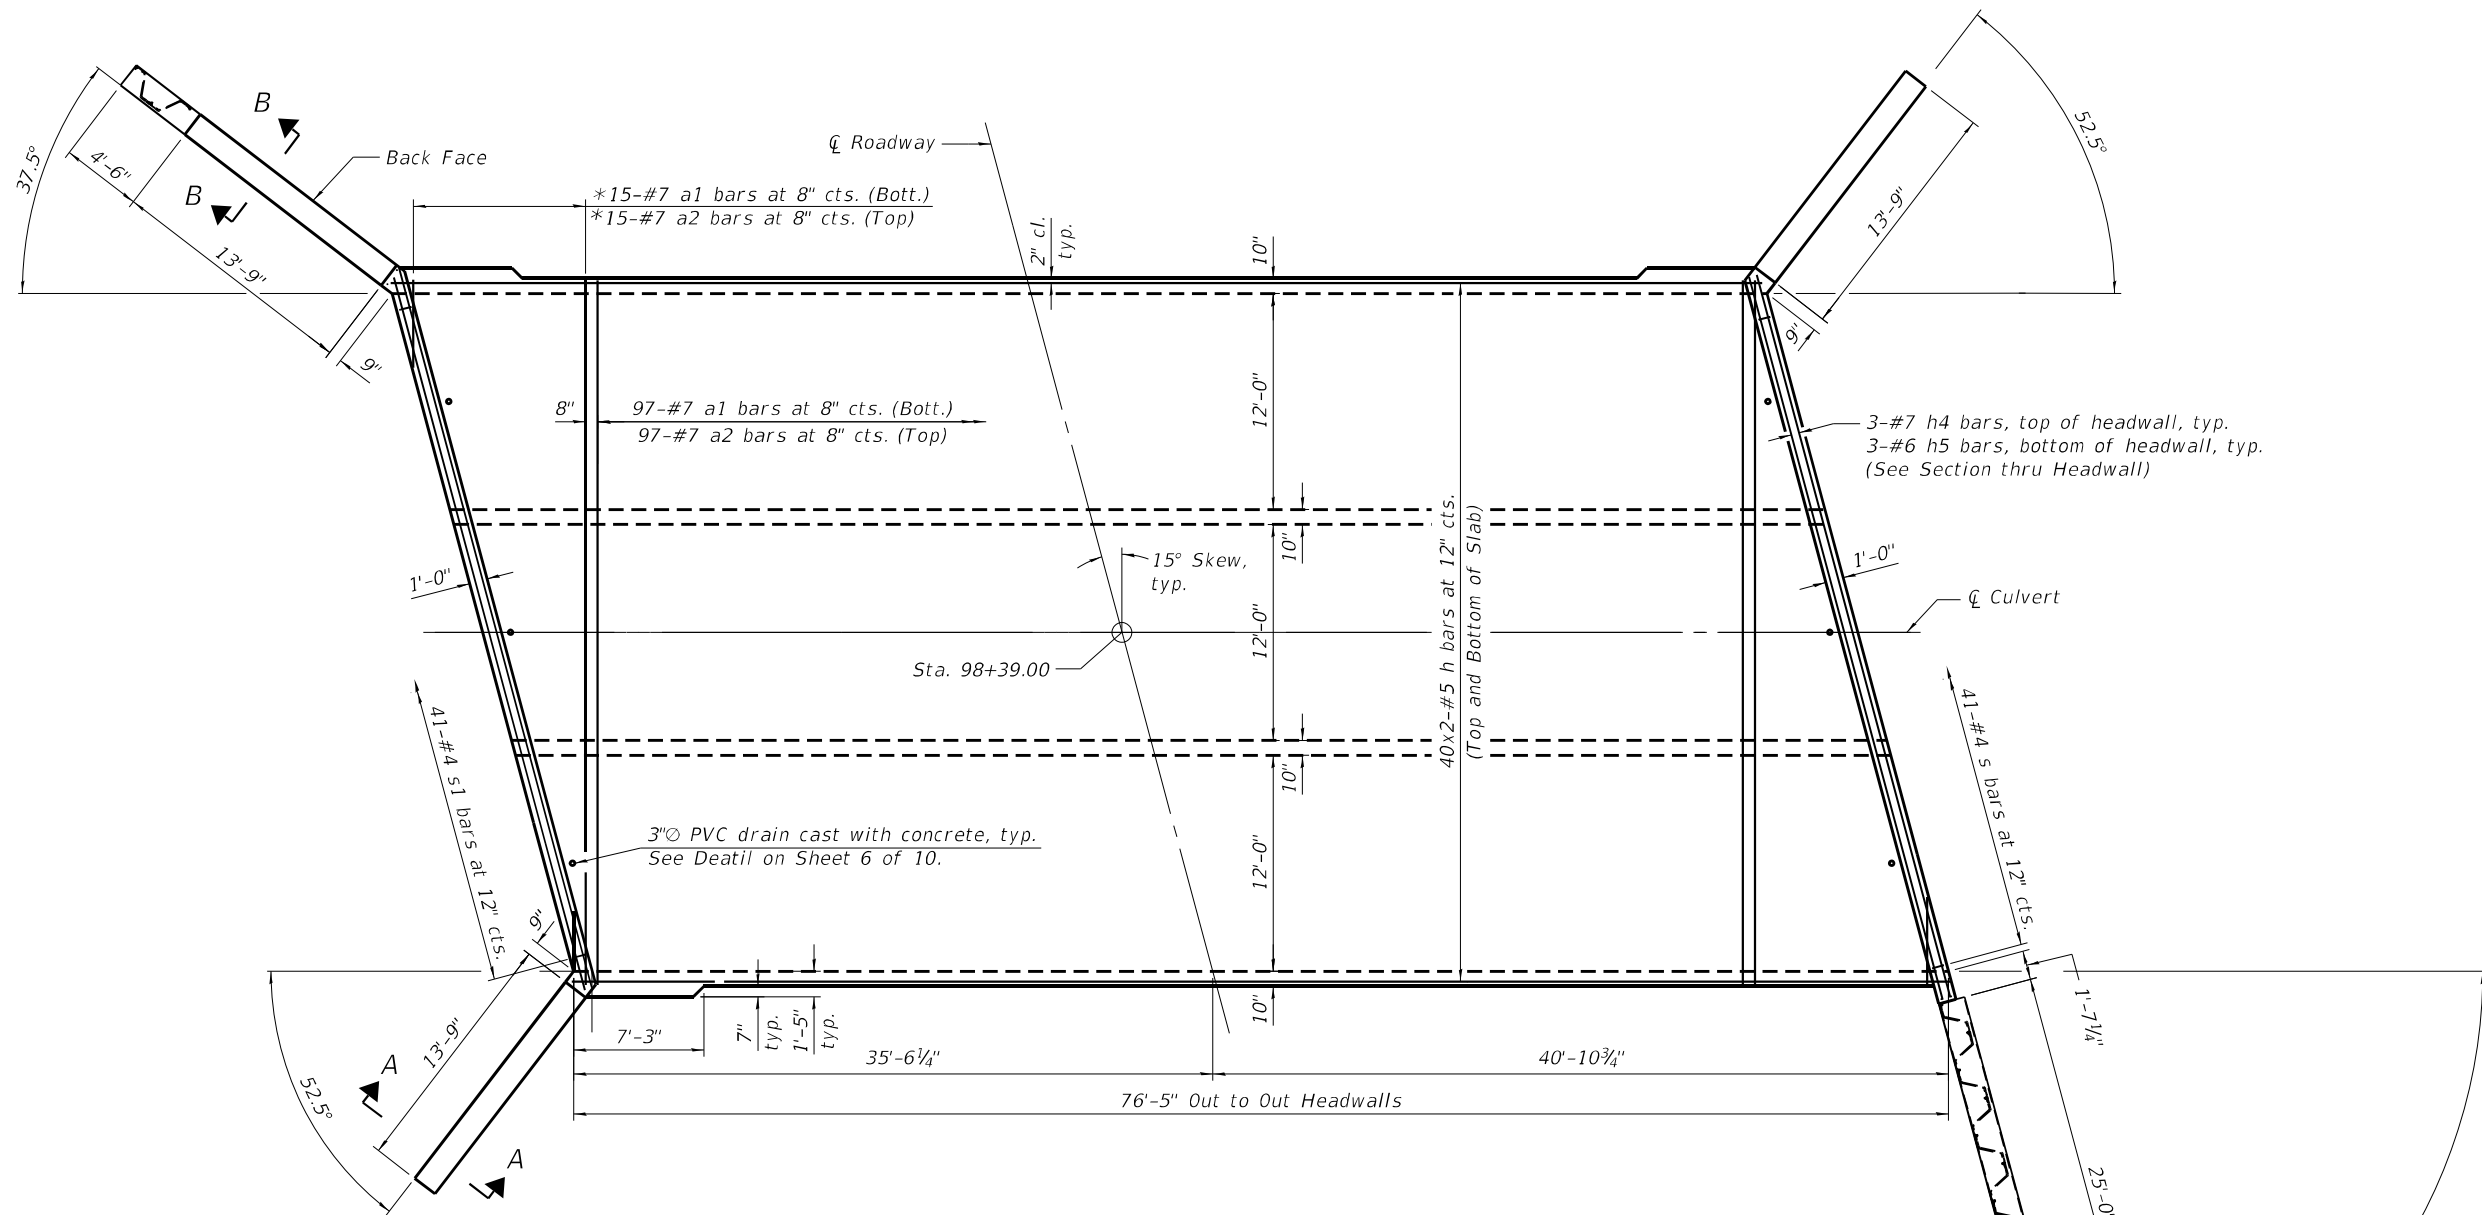 B
Back Face
37.5°
4'-6"
B
13'-9"
9"
*15-#7 a1 bars at 8" cts. (Bott.)
*15-#7 a2 bars at 8" cts. (Top)
℄ Roadway
2" cl.
typ.
10"
52.5°
13'-9"
9"
8"
97-#7 a1 bars at 8" cts. (Bott.)
97-#7 a2 bars at 8" cts. (Top)
12'-0"
3-#7 h4 bars, top of headwall, typ.
3-#6 h5 bars, bottom of headwall, typ.
(See Section thru Headwall)
10"
15° Skew,
typ.
1'-0"
1'-0"
℄ Culvert
12'-0"
40x2-#5 h bars at 12" cts.
(Top and Bottom of Slab)
Sta. 98+39.00
41-#4 s1 bars at 12" cts.
41-#4 s bars at 12" cts.
10"
3"∅ PVC drain cast with concrete, typ.
See Deatil on Sheet 6 of 10.
12'-0"
9"
13'-9"
52.5°
A
A
7'-3"
7"
typ.
1'-5"
typ.
10"
35'-6¼"
40'-10¾"
76'-5" Out to Out Headwalls
1'-7¼"
25'-0"